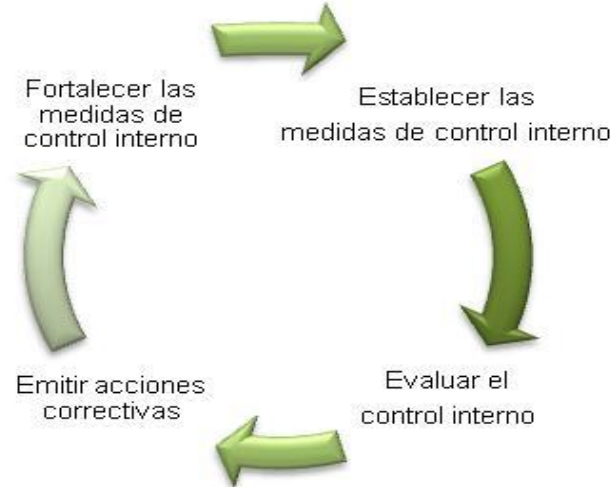 Fortalecer las
medidas de
control interno
Establecer las
medidas de control interno
Evaluar el
control interno
Emitir acciones
correctivas